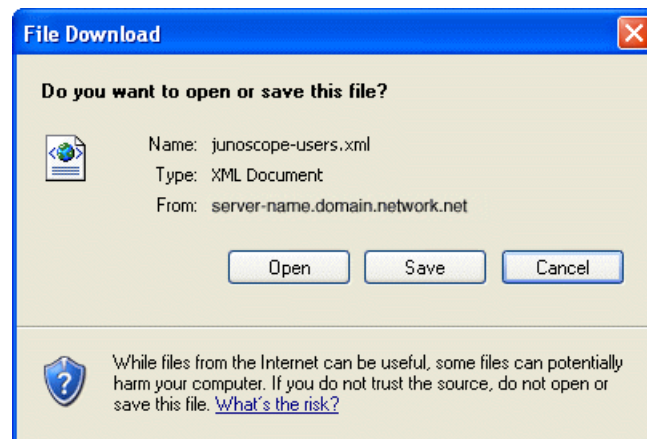 File Download
Do you want to open or save this file?
Name: junoscope-users.xml
Type: XML Document
From: server-name.domain.network.net
Open Save Cancel
While files from the Internet can be useful, some files can potentially
harm your computer. If you do not trust the source, do not open or
save this file. What's the risk?